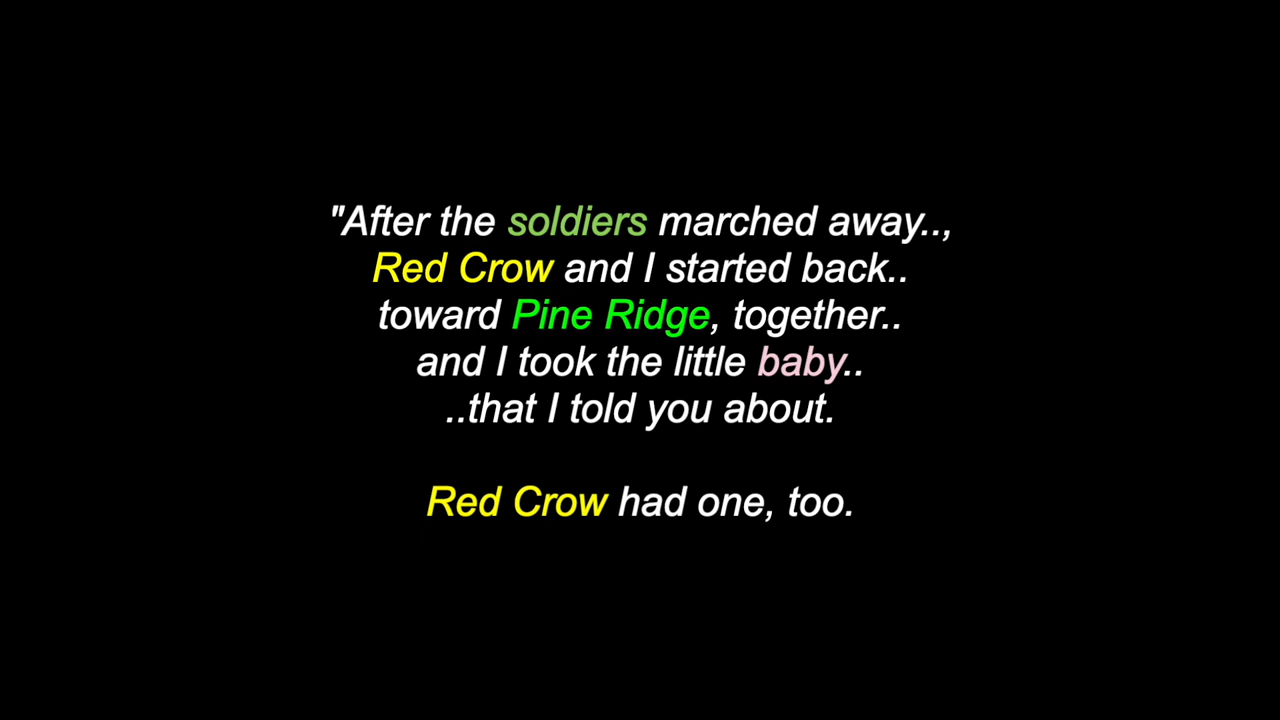 "After the soldiers marched away..,
Red Crow and I started back..
toward Pine Ridge, together..
and I took the little baby..
..that I told you about.
Red Crow had one, too.